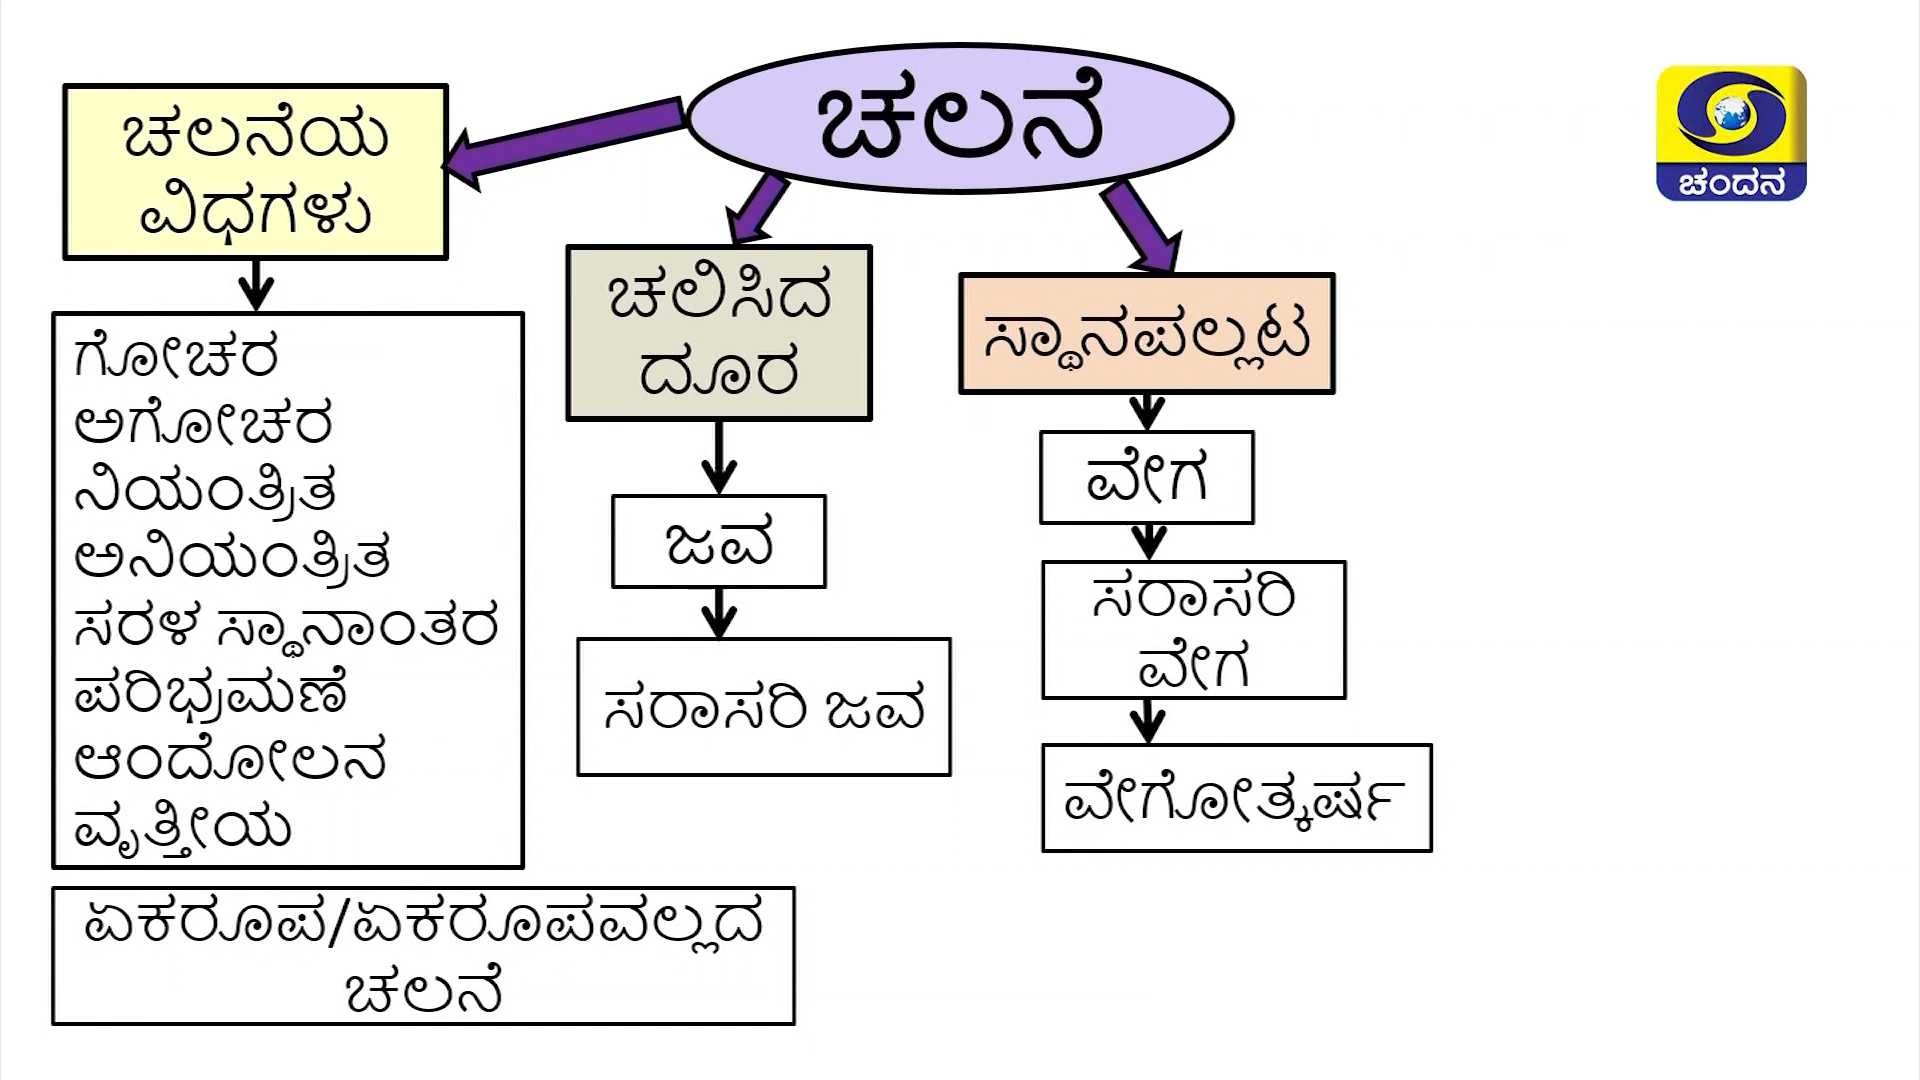 ಚಲನೆ
ಚಂದನ
ಚಲನೆಯ
ವಿಧಗಳು
ಗೋಚರ
ಅಗೋಚರ
ನಿಯಂತ್ರಿತ
ಅನಿಯಂತ್ರಿತ
ಸರಳ ಸ್ಥಾನಾಂತರ
ಪರಿಭ್ರಮಣೆ
ಆಂದೋಲನ
ವೃತ್ತೀಯ
ಏಕರೂಪ/ಏಕರೂಪವಲ್ಲದ
ಚಲನೆ
ಚಲಿಸಿದ
ದೂರ
ಜವ
ಸರಾಸರಿ ಜವ
ಸ್ಥಾನಪಲ್ಲಟ
ವೇಗ
ಸರಾಸರಿ
ವೇಗ
ವೇಗೋತ್ಕರ್ಷ